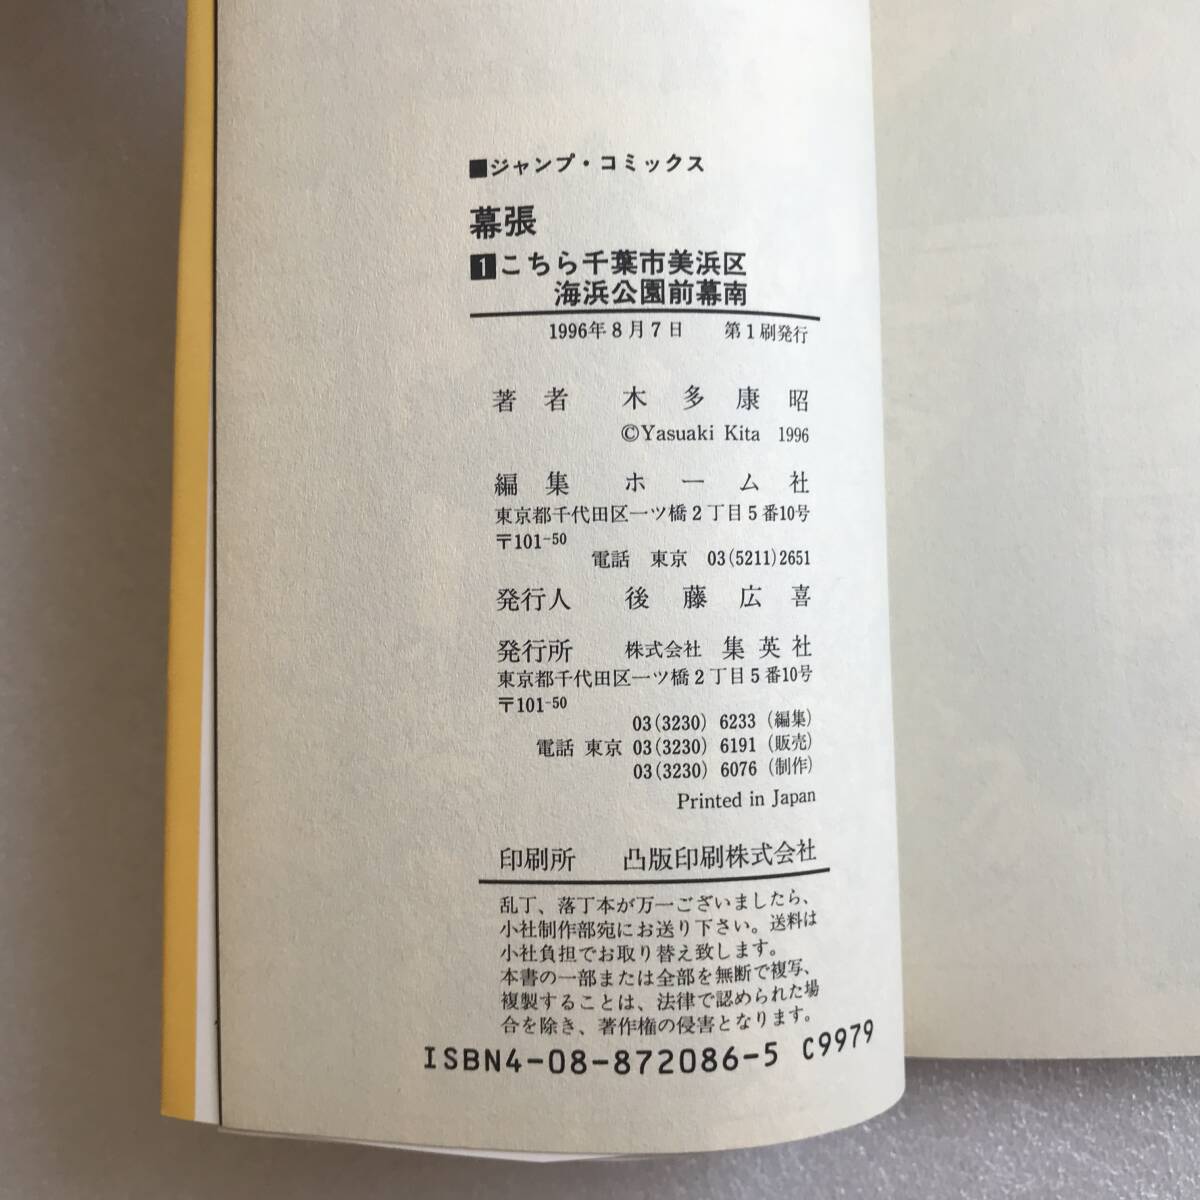 ■ジャンプ・コミックス
幕張
1こちら千葉市美浜区
海浜公園前幕南
1996年8月7日 第1刷発行
著者 木多康昭
©Yasuaki Kita 1996
編集 ホーム社
東京都千代田区一ツ橋2丁目5番10号
〒101-50
電話 東京 03(5211)2651
発行人 後藤広喜
発行所 株式会社 集英社
東京都千代田区一ツ橋2丁目5番10号
〒101-50
03(3230) 6233 (編集)
電話 東京 03(3230) 6191 (販売)
03(3230) 6076 (制作)
Printed in Japan
印刷所 凸版印刷株式会社
乱丁、落丁本が万一ございましたら、
小社制作部宛にお送り下さい。送料は
小社負担でお取り替え致します。
本書の一部または全部を無断で複写、
複製することは、法律で認められた場
合を除き、著作権の侵害となります。
ISBN4-08-872086-5 C9979